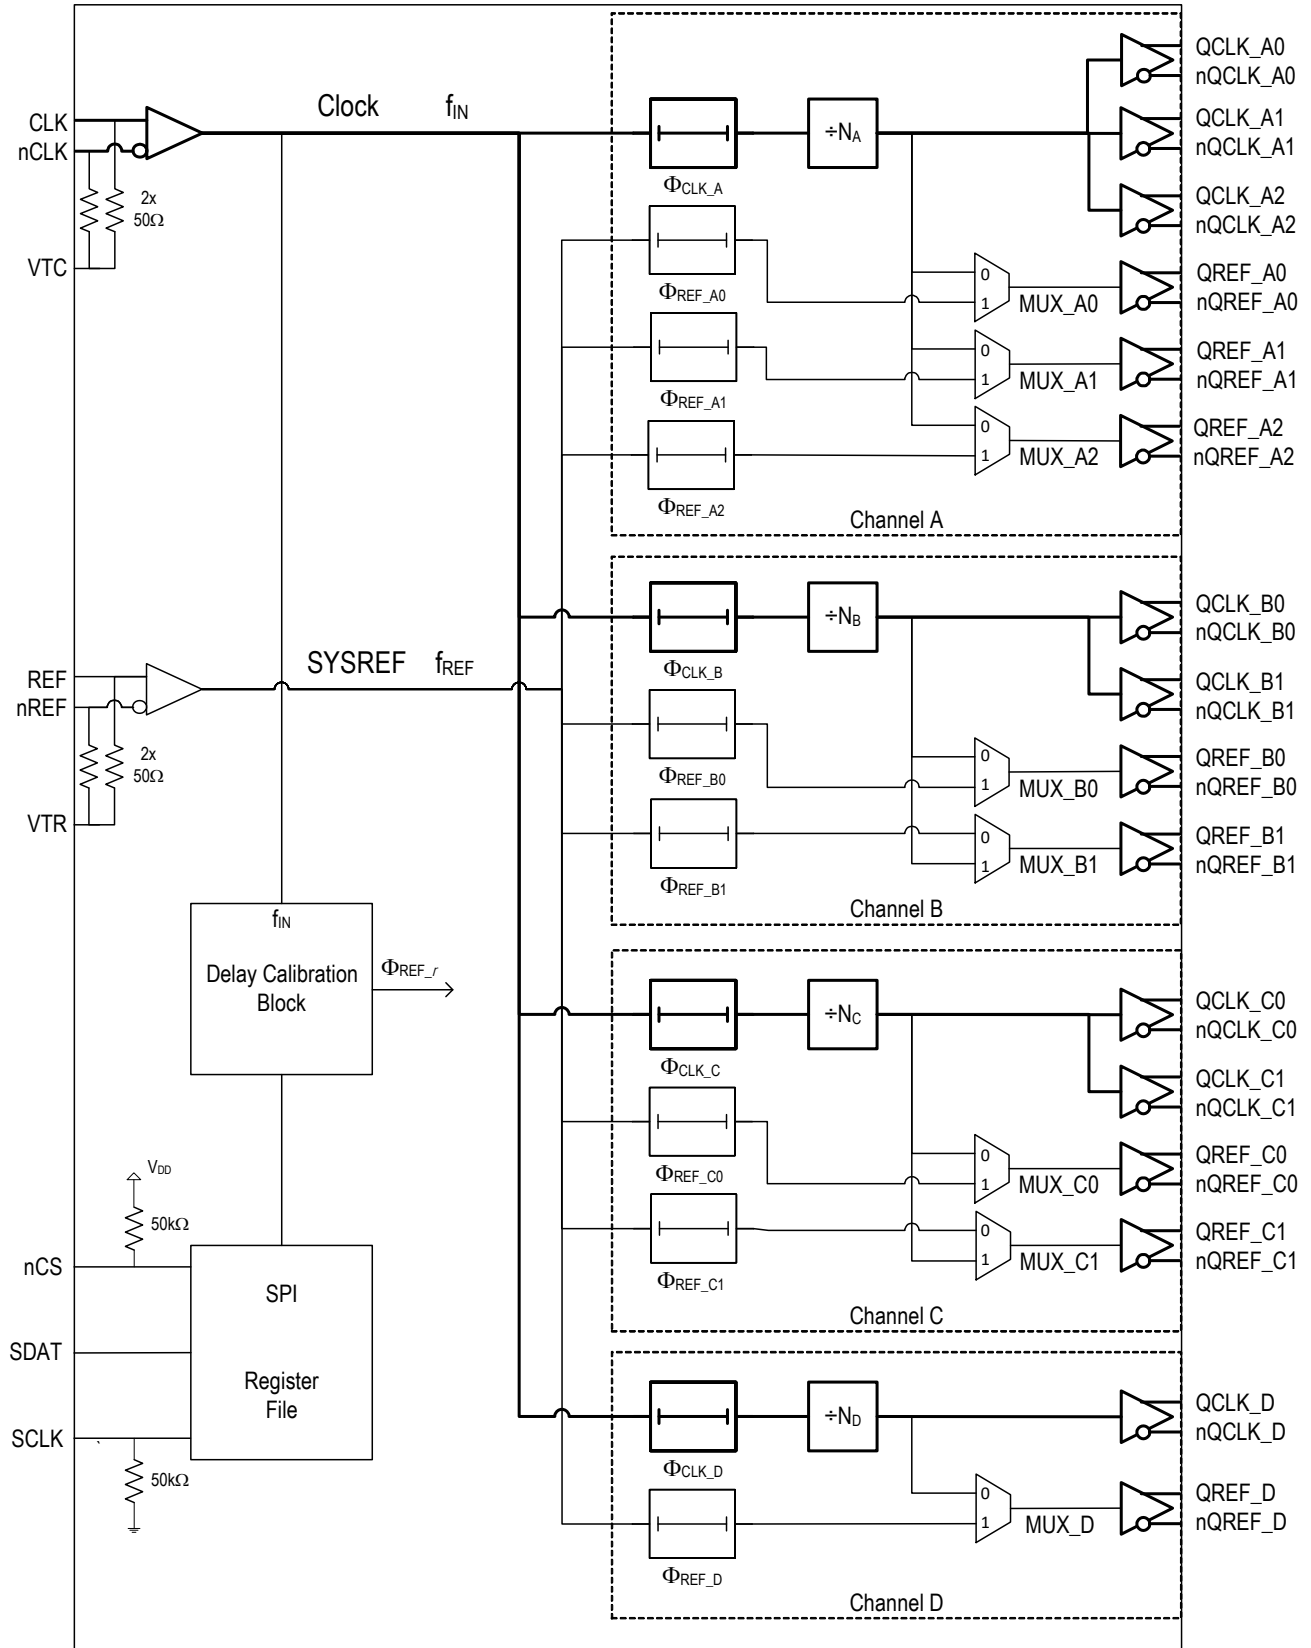 CLK
nCLK
2x
50Ω
VTC
Clock
fIN
REF
nREF
2x
50Ω
VTR
SYSREF
fREF
fIN
Delay Calibration
Block
ΦREF_r
VDD
50kΩ
nCS
SDAT
SCLK
50kΩ
SPI
Register
File
ΦCLK_A
÷NA
ΦREF_A0
ΦREF_A1
ΦREF_A2
0
1
MUX_A0
0
1
MUX_A1
0
1
MUX_A2
Channel A
QCLK_A0
nQCLK_A0
QCLK_A1
nQCLK_A1
QCLK_A2
nQCLK_A2
QREF_A0
nQREF_A0
QREF_A1
nQREF_A1
QREF_A2
nQREF_A2
ΦCLK_B
÷NB
ΦREF_B0
ΦREF_B1
0
1
MUX_B0
0
1
MUX_B1
Channel B
QCLK_B0
nQCLK_B0
QCLK_B1
nQCLK_B1
QREF_B0
nQREF_B0
QREF_B1
nQREF_B1
ΦCLK_C
÷NC
ΦREF_C0
ΦREF_C1
0
1
MUX_C0
0
1
MUX_C1
Channel C
QCLK_C0
nQCLK_C0
QCLK_C1
nQCLK_C1
QREF_C0
nQREF_C0
QREF_C1
nQREF_C1
ΦCLK_D
÷ND
ΦREF_D
0
1
MUX_D
Channel D
QCLK_D
nQCLK_D
QREF_D
nQREF_D